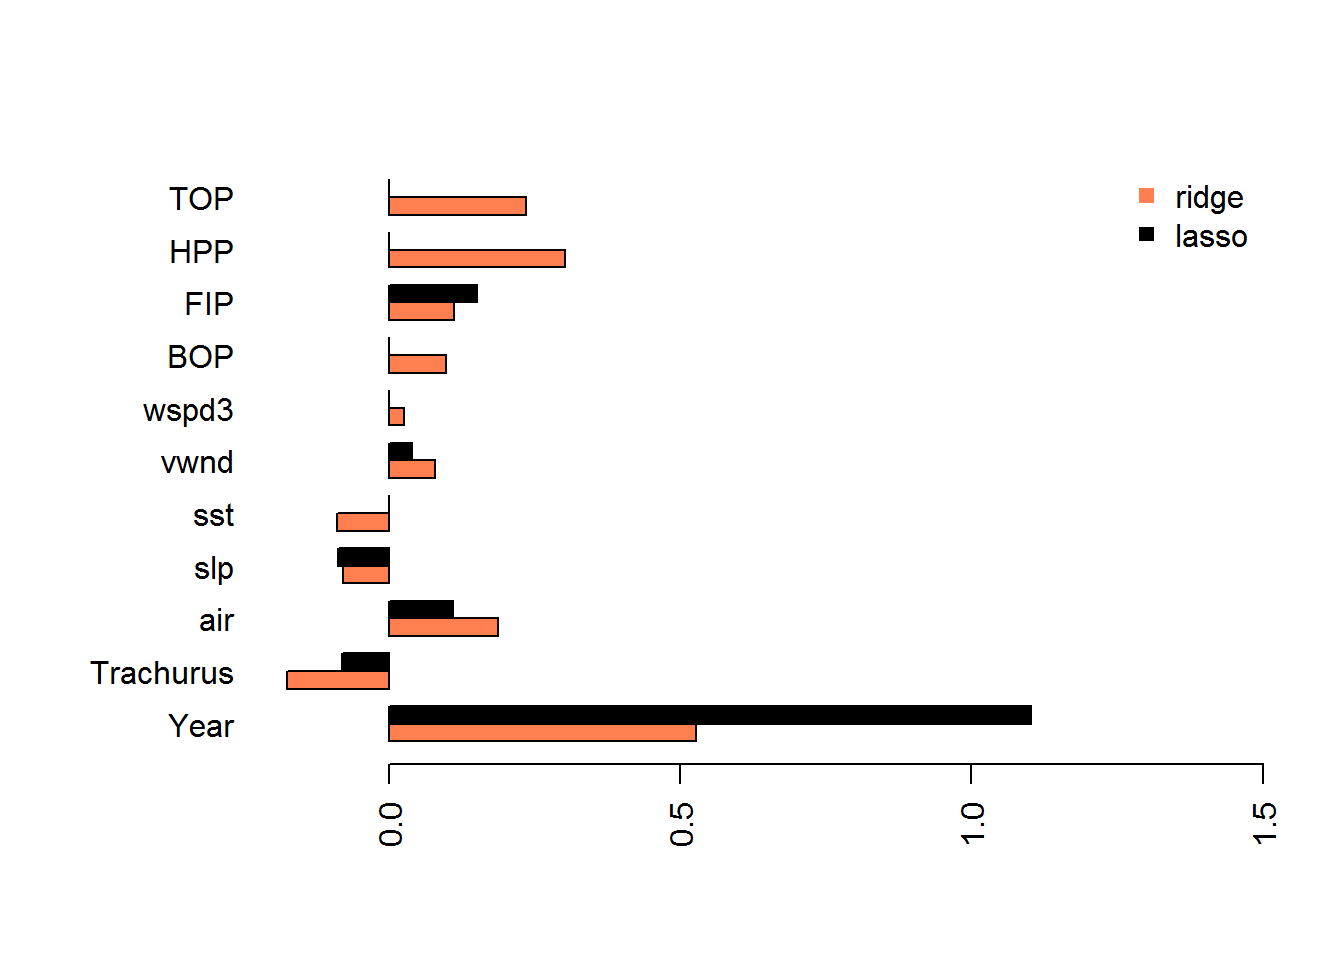 TOP
HPP
FIP
BOP
wspd3
vwnd
sst
slp
air
Trachurus
Year
ridge
lasso
0.0
0.5
1.0
1.5